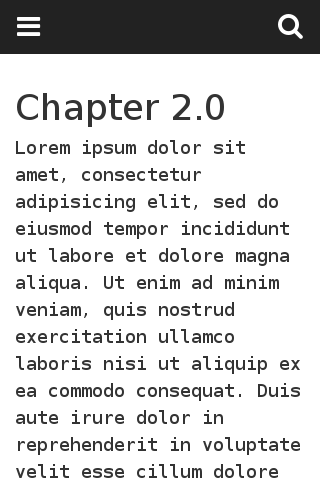 Chapter 2.0
Lorem ipsum dolor sit
amet, consectetur
adipisicing elit, sed do
eiusmod tempor incididunt
ut labore et dolore magna
aliqua. Ut enim ad minim
veniam, quis nostrud
exercitation ullamco
laboris nisi ut aliquip ex
ea commodo consequat. Duis
aute irure dolor in
reprehenderit in voluptate
velit esse cillum dolore